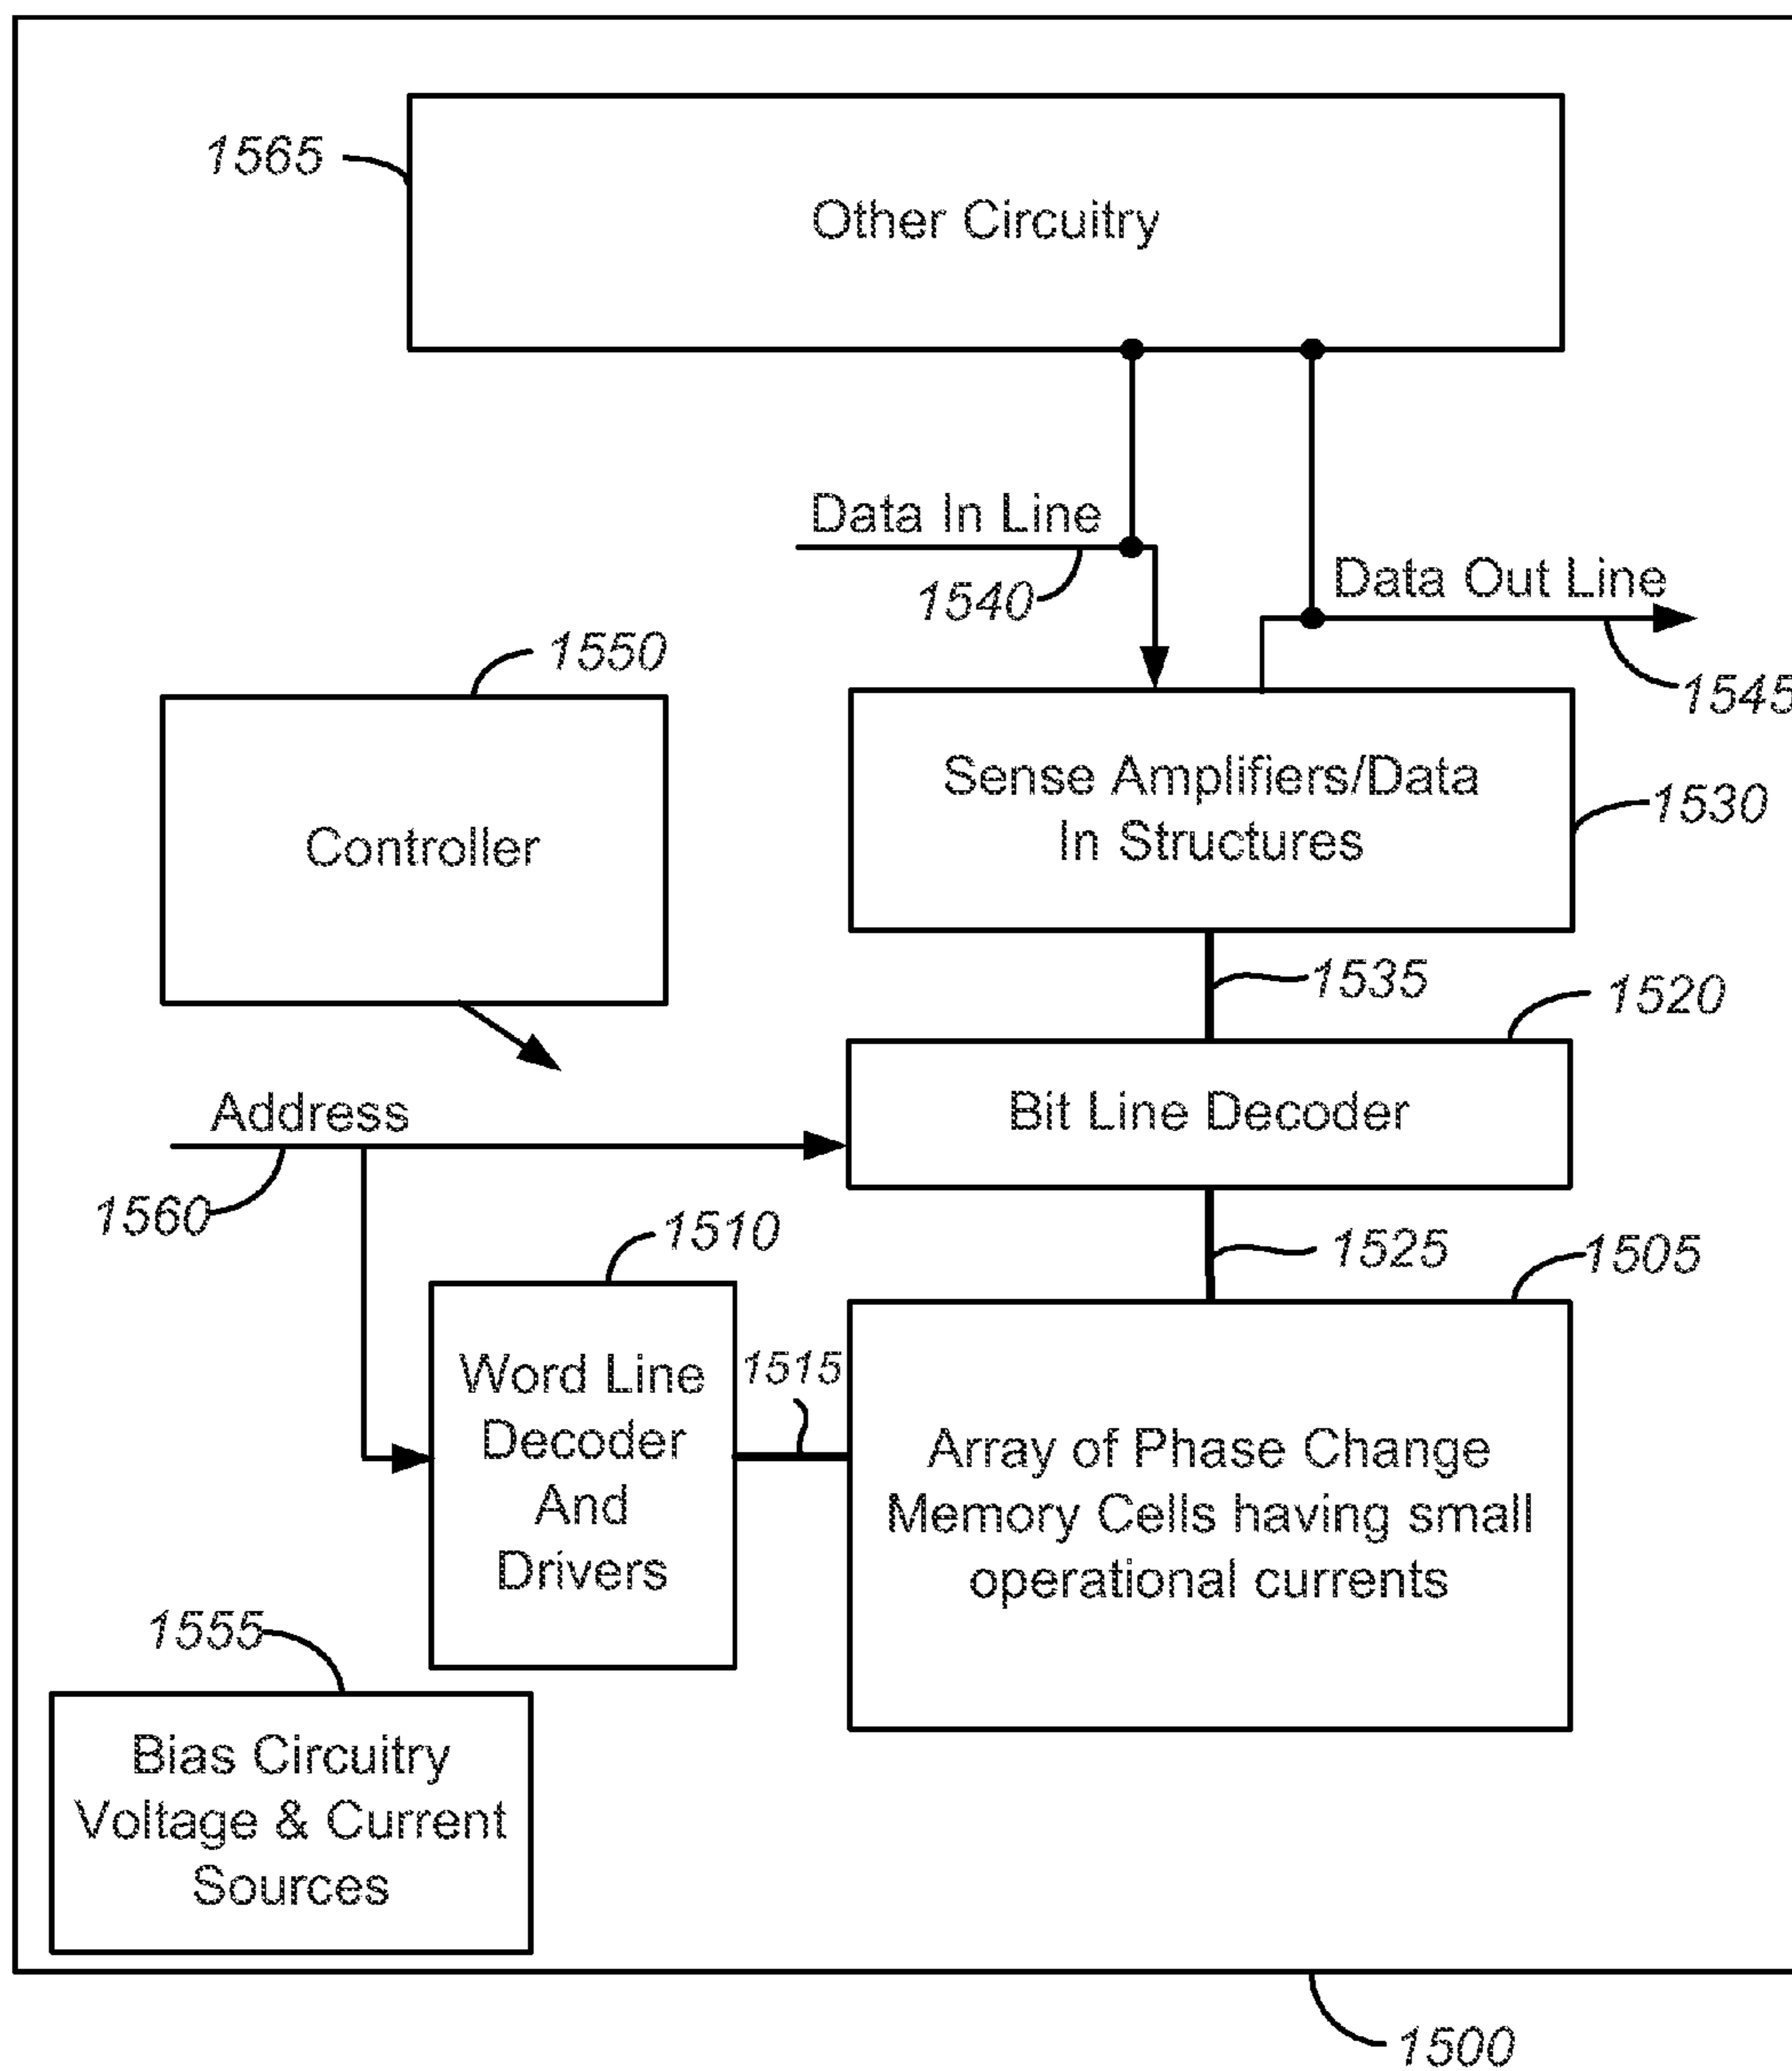 1565
Other Circuitry
Data In Line
1540
Data Out Line
1545
1550
Controller
Sense Amplifiers/Data
In Structures
1530
1535
1520
Address
Bit Line Decoder
1560
1510
1525
1505
Word Line
Decoder
And
Drivers
1515
Array of Phase Change
Memory Cells having small
operational currents
1555
Bias Circuitry
Voltage & Current
Sources
1500